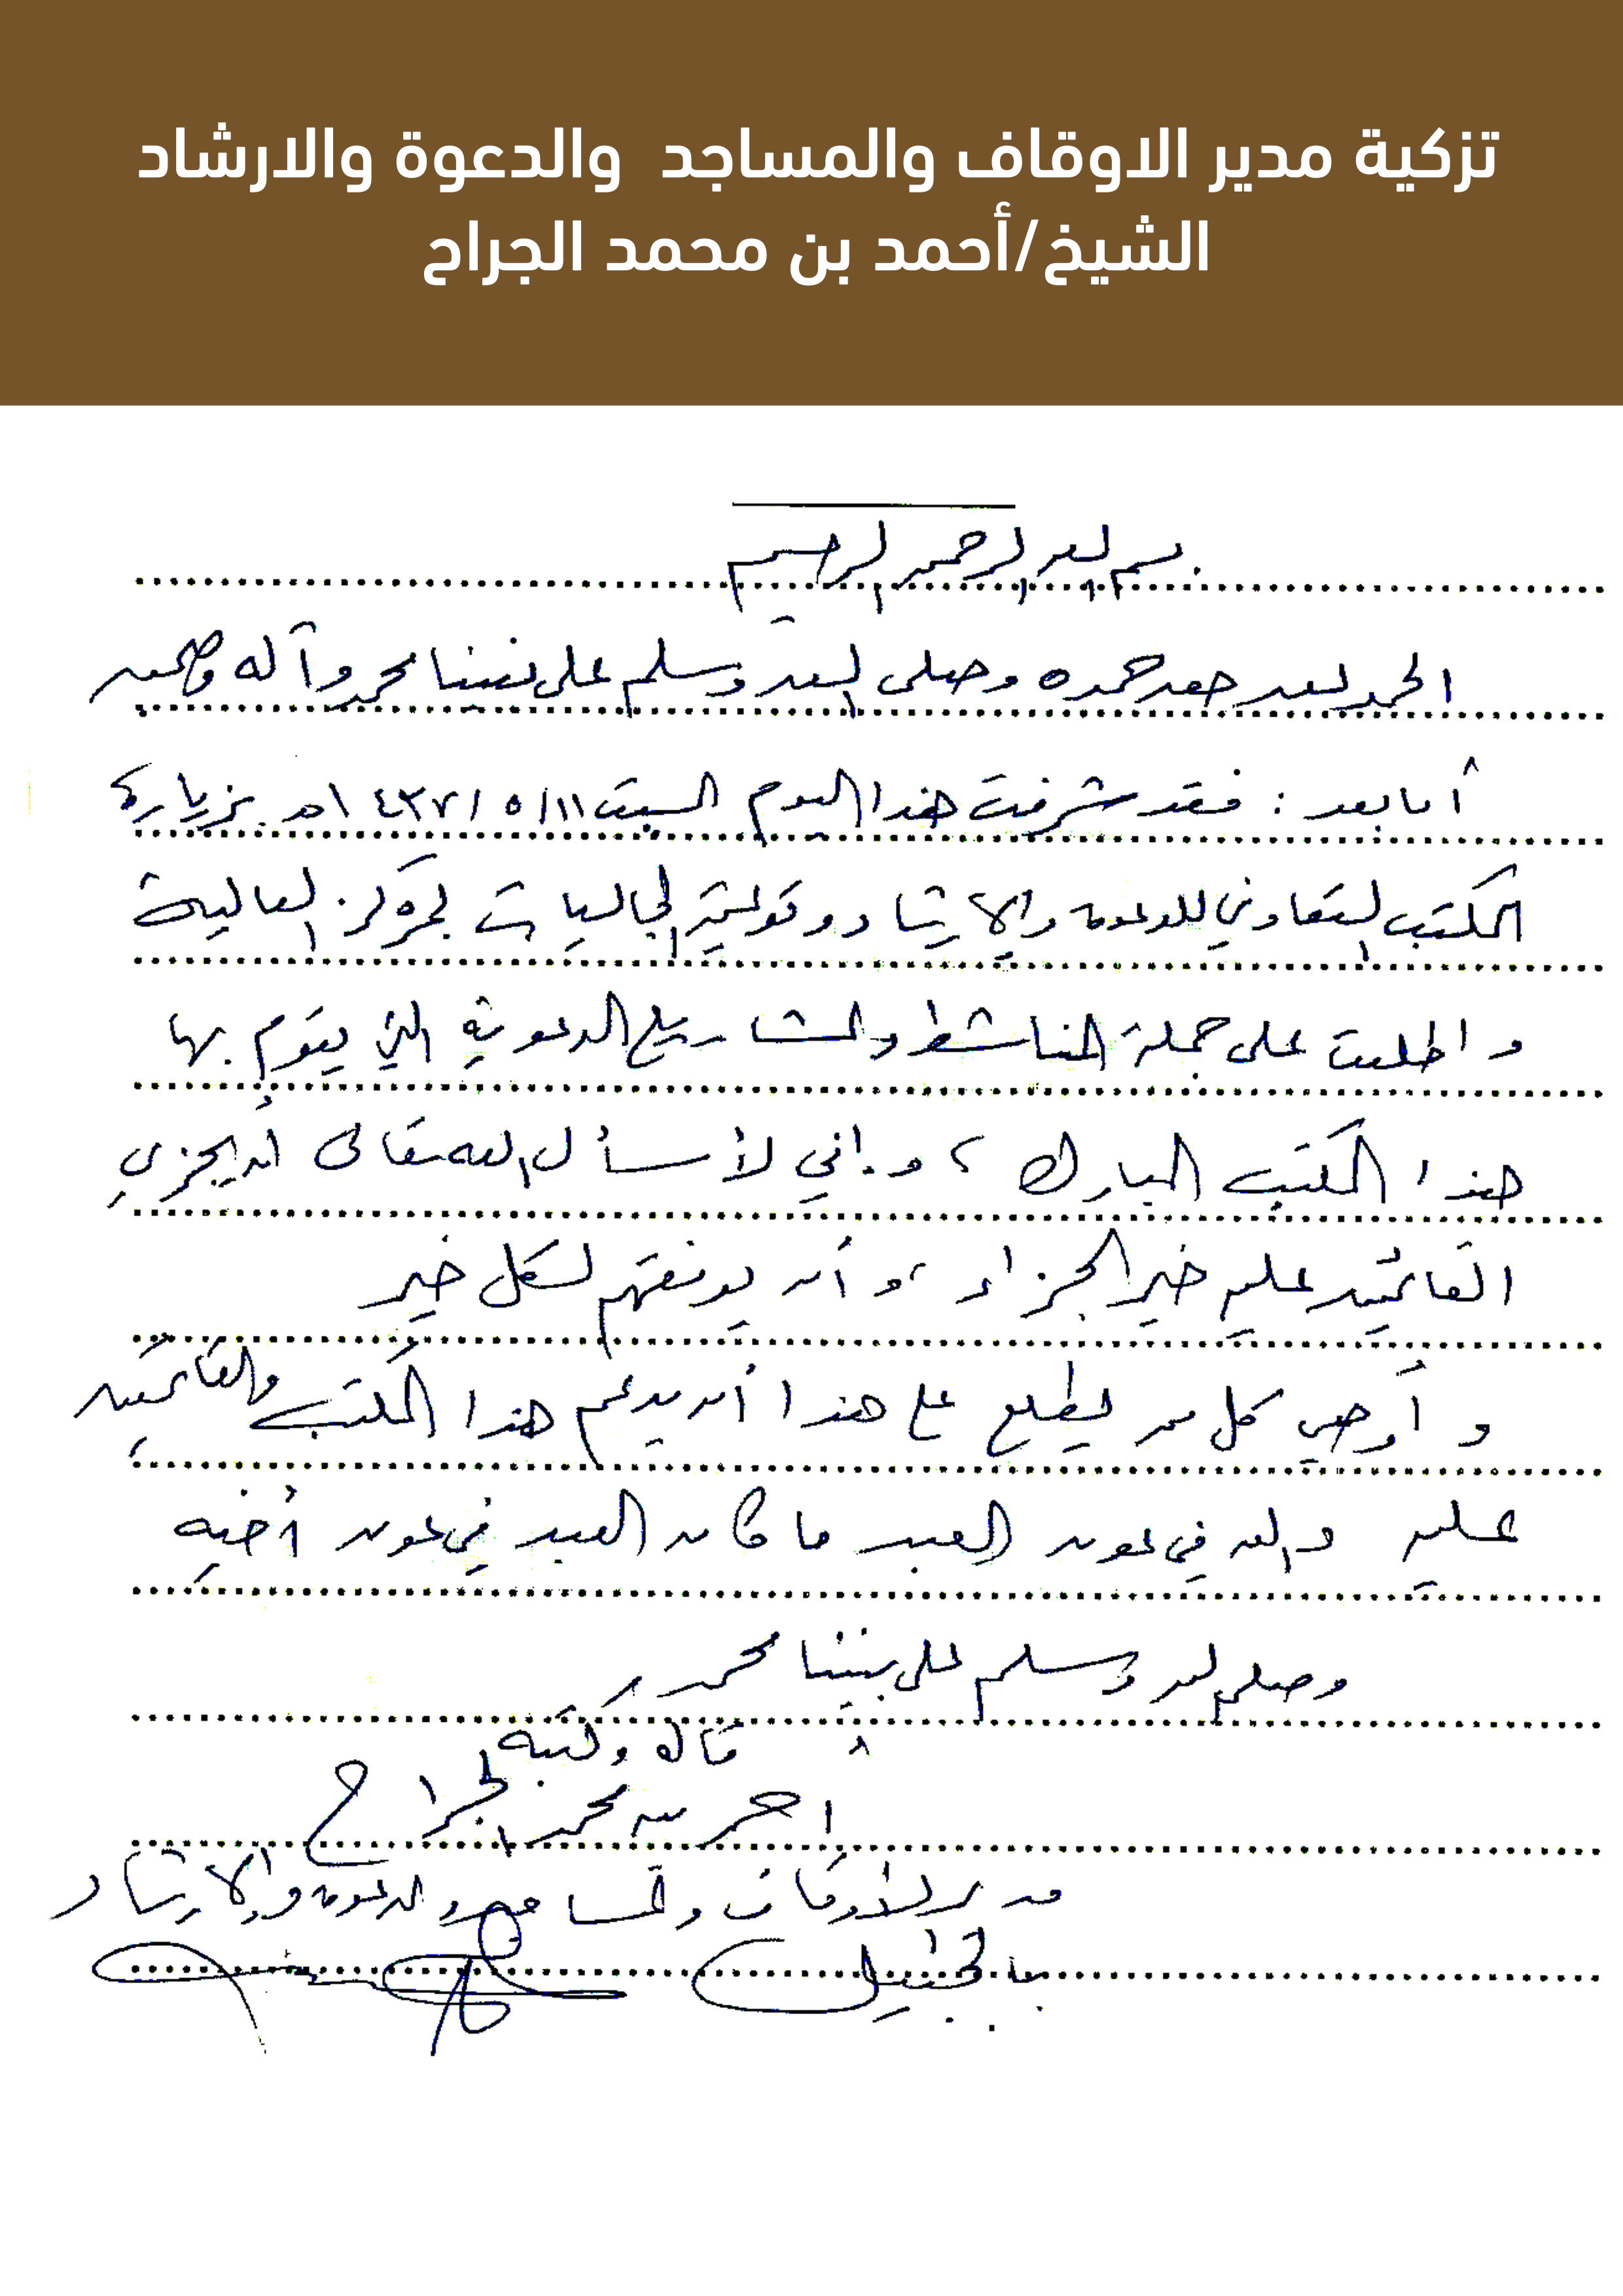 تزكية مدير الاوقاف والمساجد والدعوة والارشاد
الشيخ/أحمد بن محمد الجراح
بسم الله الرحمن الرحيم
الحمد لله حق حمده وصلى الله وسلم على نبينا محمد وآله وصحبه
أما بعد : فقد شرفت هذا اليوم السبت ١١/ ٥ /١٤٣٧هـ بزيارة
المكتب التعاوني للدعوة والإرشاد وتوعية الجاليات بمركز العالية
واطلعت على جملة المناشط والمشاريع الدعوية التي يقوم بها
هذا المكتب المبارك ، وإني لأسأل الله تعالى أن يجزي
القائمين عليه خير الجزاء ، وأن يوفقهم لكل خير
وأوصي كل من يطلع على هذا أن يدعم هذا المكتب والقائمين
عليه والله في عون العبد ما كان العبد في عون أخيه
وصلى الله وسلم على نبينا محمد ،
قاله وكتبه
أحمد بن محمد الجراح
مدير الأوقاف والمساجد والدعوة والإرشاد
بالجبيل